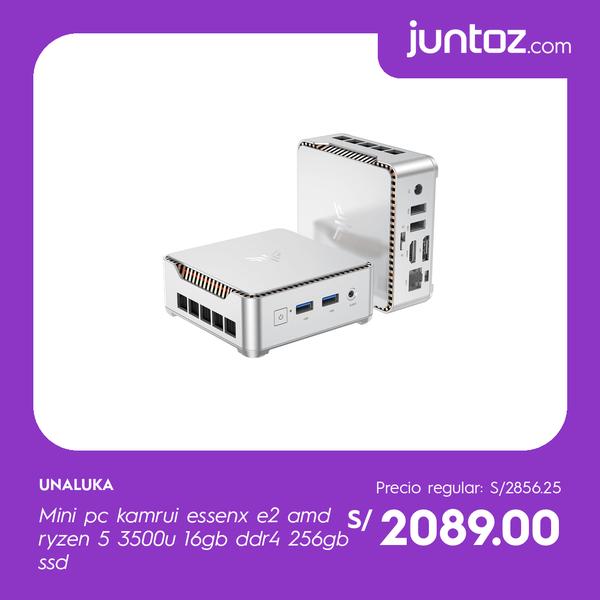 juntoz.com
UNALUKA
Precio regular: S/2856.25
Mini pc kamrui essenx e2 amd
ryzen 5 3500u 16gb ddr4 256gb
ssd
S/ 2089.00